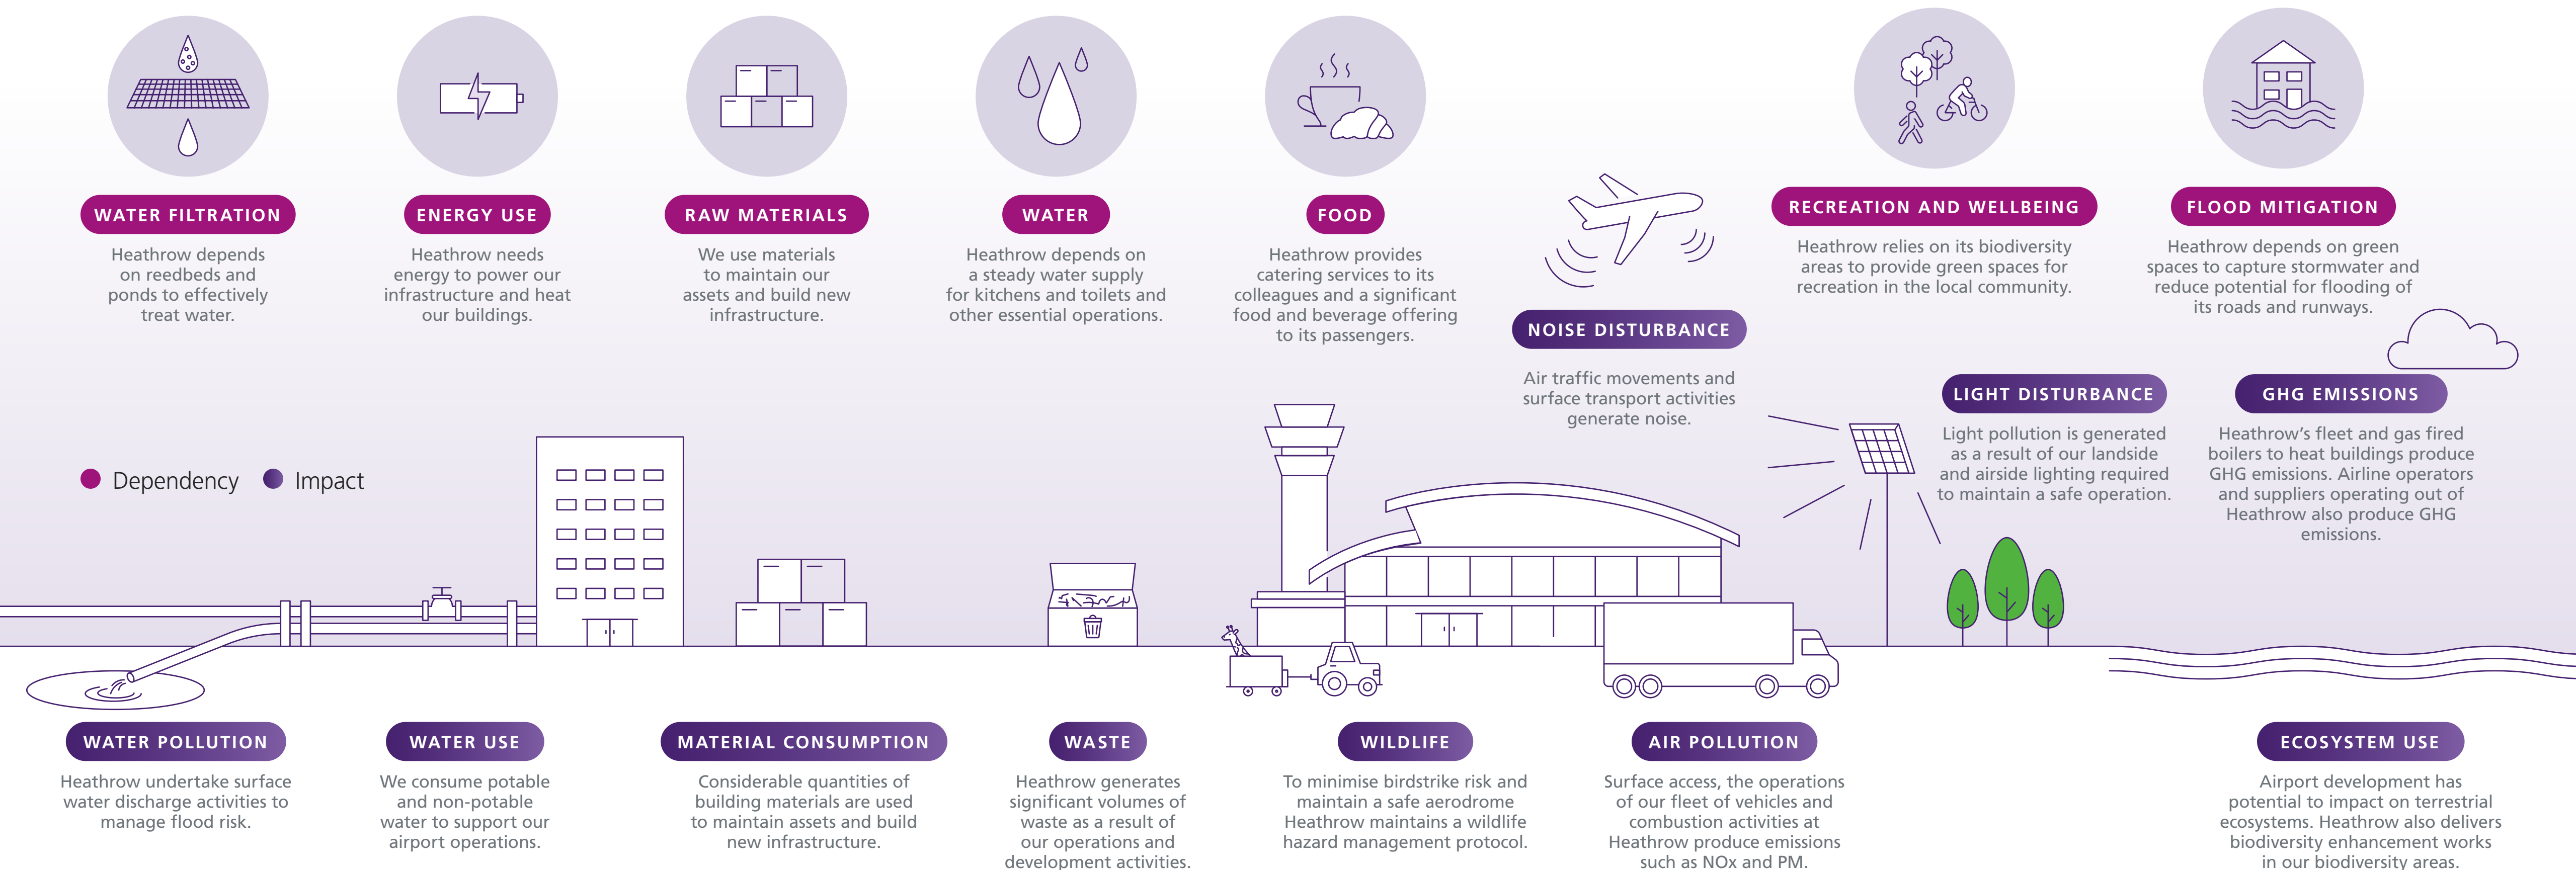 WATER FILTRATION
Heathrow depends
on reedbeds and
ponds to effectively
treat water.
ENERGY USE
Heathrow needs
energy to power our
infrastructure and heat
our buildings.
RAW MATERIALS
We use materials
to maintain our
assets and build new
infrastructure.
WATER
Heathrow depends on
a steady water supply
for kitchens and toilets and
other essential operations.
FOOD
Heathrow provides
catering services to its
colleagues and a significant
food and beverage offering
to its passengers.
NOISE DISTURBANCE
Air traffic movements and
surface transport activities
generate noise.
RECREATION AND WELLBEING
Heathrow relies on its biodiversity
areas to provide green spaces for
recreation in the local community.
FLOOD MITIGATION
Heathrow depends on green
spaces to capture stormwater and
reduce potential for flooding of
its roads and runways.
LIGHT DISTURBANCE
Light pollution is generated
as a result of our landside
and airside lighting required
to maintain a safe operation.
GHG EMISSIONS
Heathrow’s fleet and gas fired
boilers to heat buildings produce
GHG emissions. Airline operators
and suppliers operating out of
Heathrow also produce GHG
emissions.
Dependency
Impact
WATER POLLUTION
Heathrow undertake surface
water discharge activities to
manage flood risk.
WATER USE
We consume potable
and non-potable
water to support our
airport operations.
MATERIAL CONSUMPTION
Considerable quantities of
building materials are used
to maintain assets and build
new infrastructure.
WASTE
Heathrow generates
significant volumes of
waste as a result of
our operations and
development activities.
WILDLIFE
To minimise birdstrike risk and
maintain a safe aerodrome
Heathrow maintains a wildlife
hazard management protocol.
AIR POLLUTION
Surface access, the operations
of our fleet of vehicles and
combustion activities at
Heathrow produce emissions
such as NOx and PM.
ECOSYSTEM USE
Airport development has
potential to impact on terrestrial
ecosystems. Heathrow also delivers
biodiversity enhancement works
in our biodiversity areas.